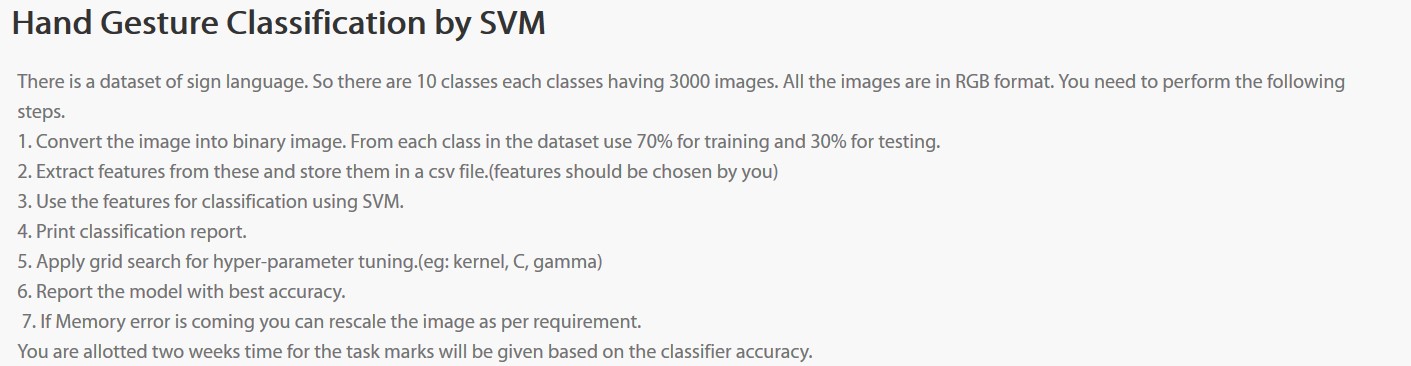 Hand Gesture Classification by SVM
There is a dataset of sign language. So there are 10 classes each classes having 3000 images. All the images are in RGB format. You need to perform the following
steps.
1. Convert the image into binary image. From each class in the dataset use 70% for training and 30% for testing.
2. Extract features from these and store them in a csv file.(features should be chosen by you)
3. Use the features for classification using SVM.
4. Print classification report.
5. Apply grid search for hyper-parameter tuning.(eg: kernel, C, gamma)
6. Report the model with best accuracy.
7. If Memory error is coming you can rescale the image as per requirement.
You are allotted two weeks time for the task marks will be given based on the classifier accuracy.